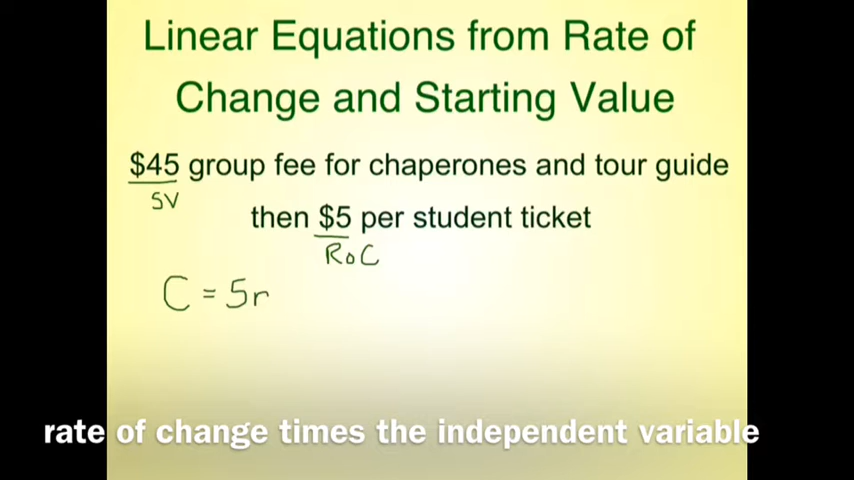 Linear Equations from Rate of
Change and Starting Value
$45 group fee for chaperones and tour guide
SV
then $5 per student ticket
RoC
C = 5n
rate of change times the independent variable